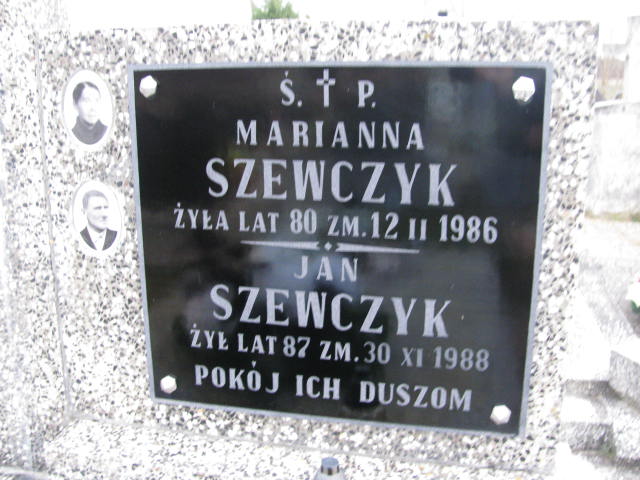 Ś. † P.
MARIANNA
SZEWCZYK
ŻYŁA LAT 80 ZM. 12 II 1986
JAN
SZEWCZYK
ŻYŁ LAT 87 ZM. 30 XI 1988
POKÓJ ICH DUSZOM